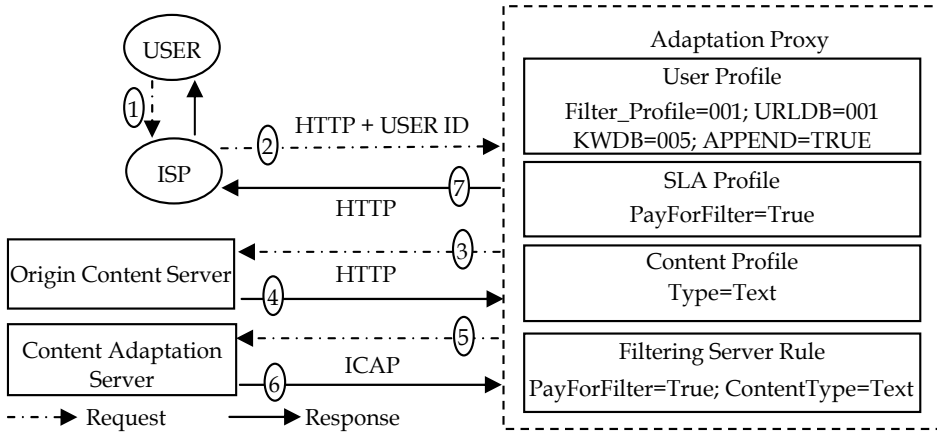 USER
1
ISP
HTTP + USER ID
2
7
HTTP
3
Origin Content Server
HTTP
4
5
Content Adaptation
Server
ICAP
6
Request
Response
Adaptation Proxy
User Profile
Filter_Profile=001; URLDB=001
KWDB=005; APPEND=TRUE
SLA Profile
PayForFilter=True
Content Profile
Type=Text
Filtering Server Rule
PayForFilter=True; ContentType=Text